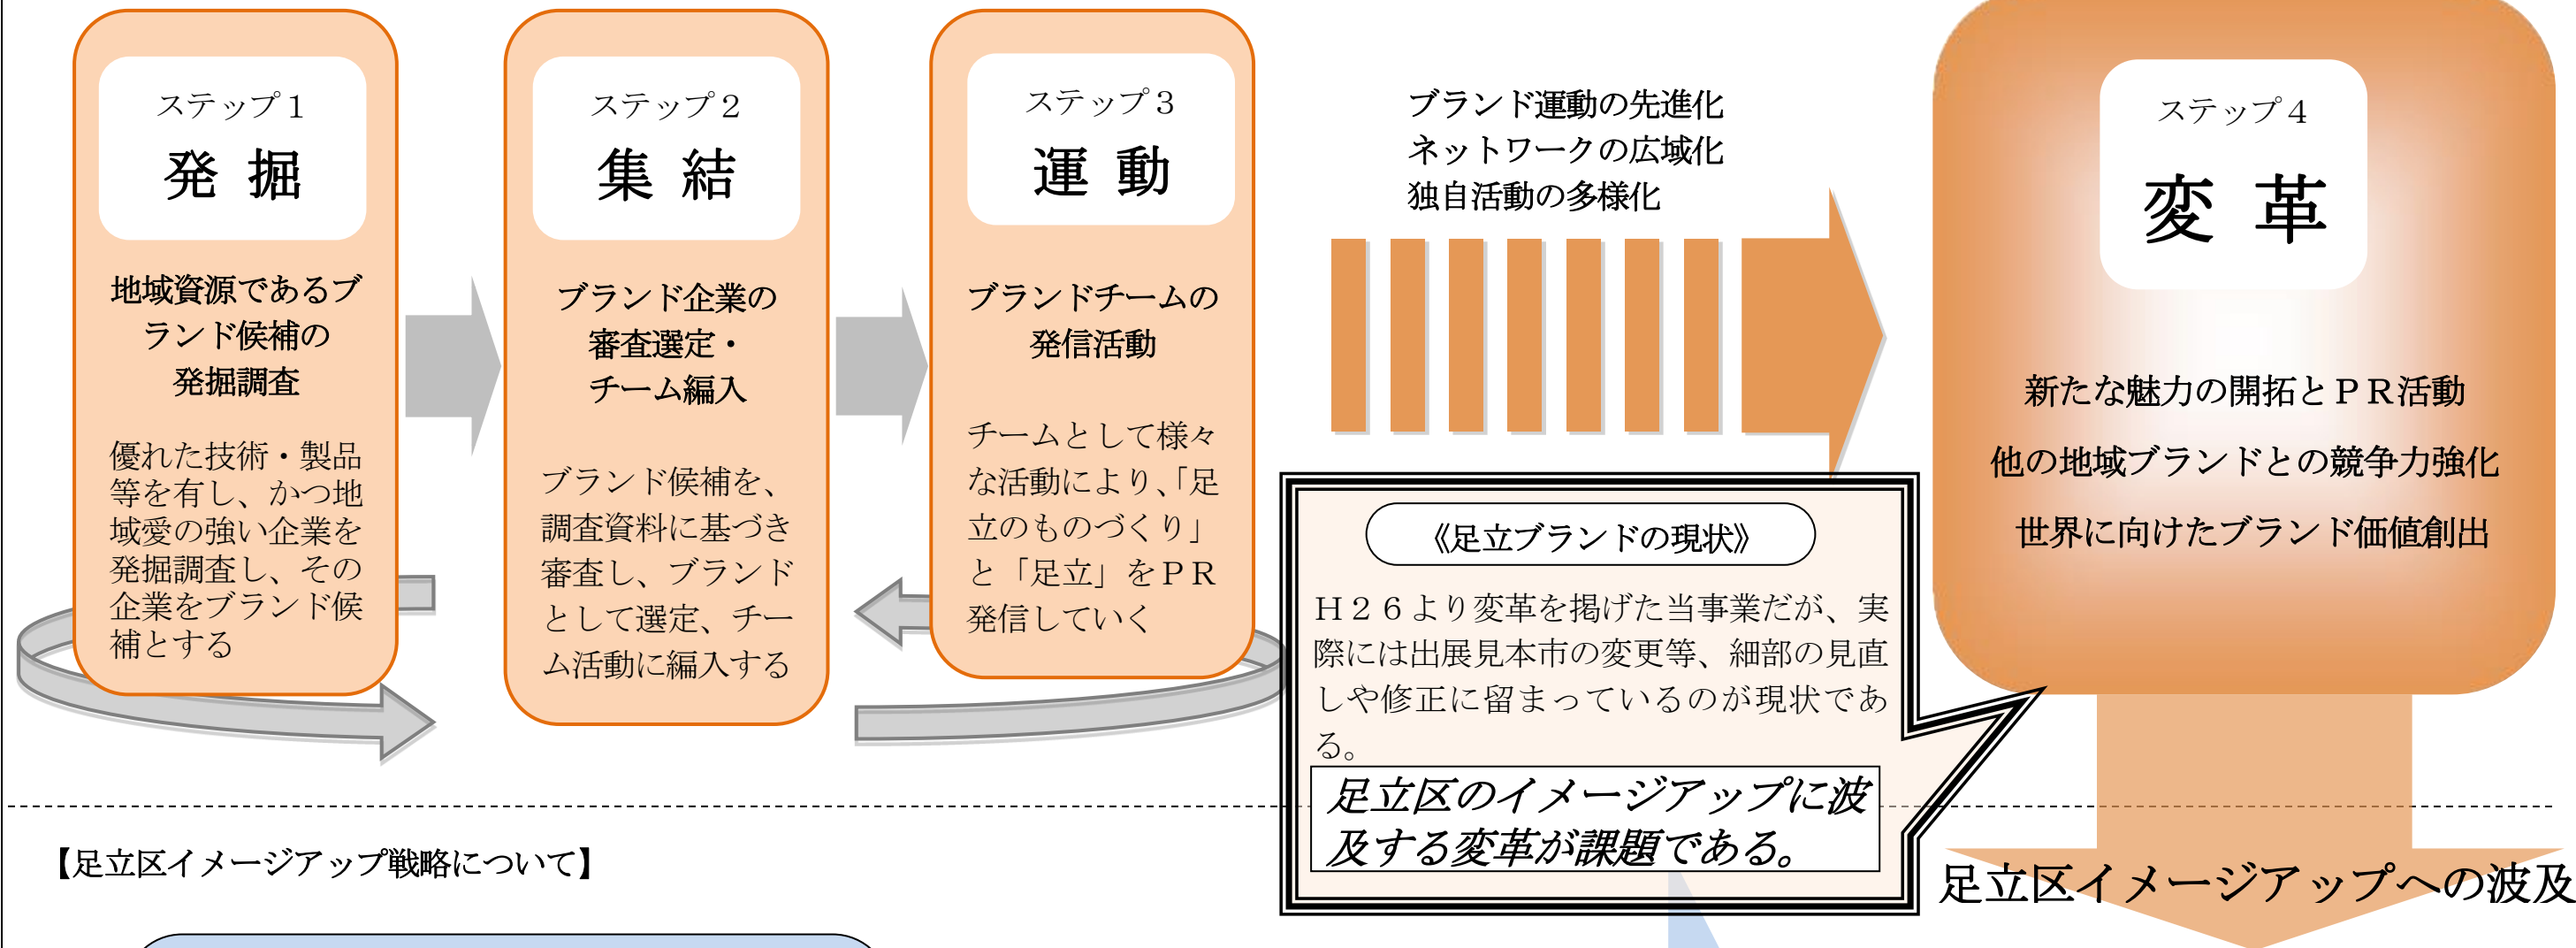 ステップ１
発 掘
地域資源であるブ
ランド候補の
発掘調査
優れた技術・製品
等を有し、かつ地
域愛の強い企業を
発掘調査し、その
企業をブランド候
補とする
ステップ２
集 結
ブランド企業の
審査選定・
チーム編入
ブランド候補を、
調査資料に基づき
審査し、ブランド
として選定、チー
ム活動に編入する
ステップ３
運 動
ブランドチームの
発信活動
チームとして様々
な活動により、「足
立のものづくり」
と「足立」をＰＲ
発信していく
ブランド運動の先進化
ネットワークの広域化
独自活動の多様化
ステップ４
変 革
新たな魅力の開拓とＰＲ活動
他の地域ブランドとの競争力強化
世界に向けたブランド価値創出
《足立ブランドの現状》
Ｈ２６より変革を掲げた当事業だが、実
際には出展見本市の変更等、細部の見直
しや修正に留まっているのが現状であ
る。
足立区のイメージアップに波
及する変革が課題である。
足立区イメージアップへの波及
【足立区イメージアップ戦略について】